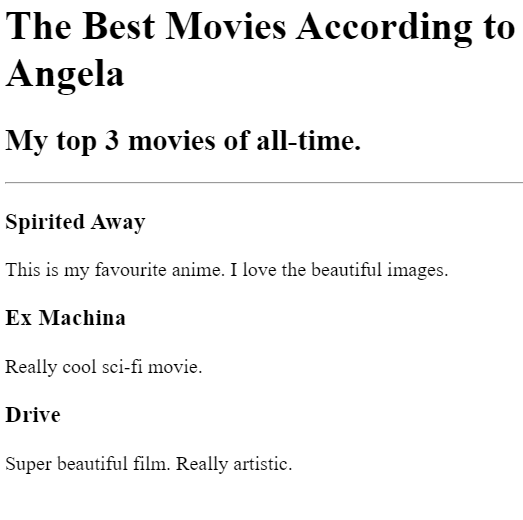 The Best Movies According to
Angela
My top 3 movies of all-time.
Spirited Away
This is my favourite anime. I love the beautiful images.
Ex Machina
Really cool sci-fi movie.
Drive
Super beautiful film. Really artistic.